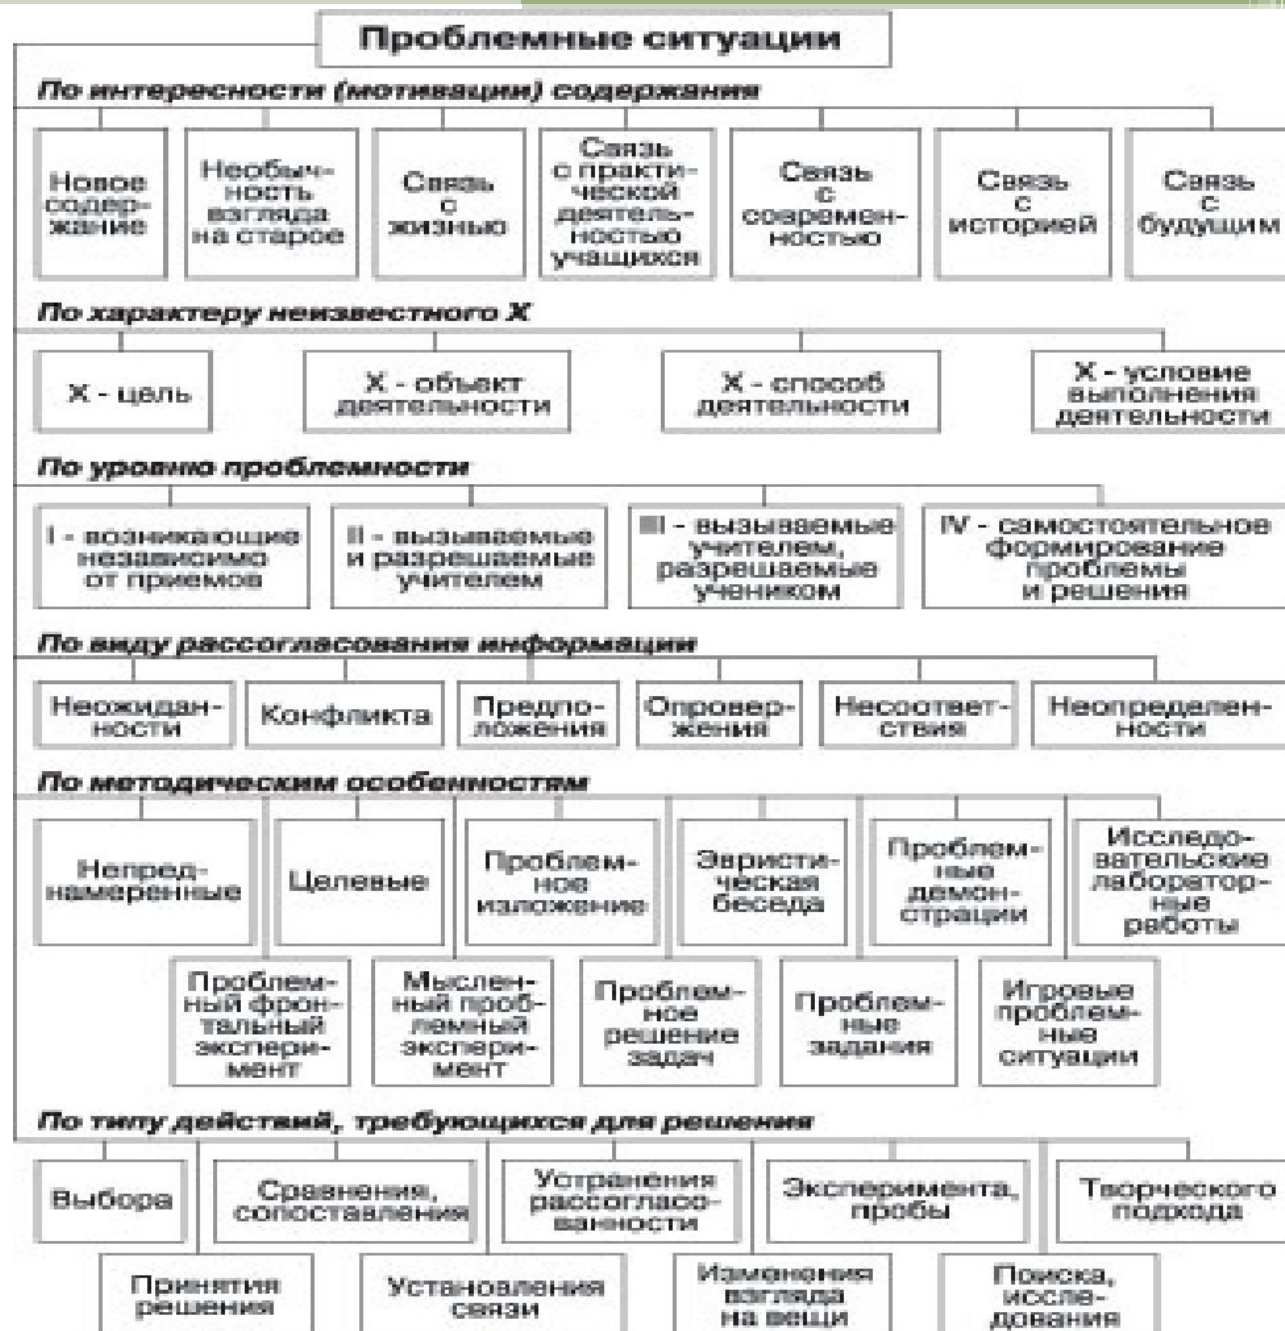 Проблемные ситуации
По интересности (мотивации) содержания
Новое
содер-
жание
Необыч-
ность
взгляда
на старое
Связь
с
жизнью
Связь
с практи-
ческой
деятель-
ностью
учащихся
Связь
с
современ-
ностью
Связь
с
историей
Связь
с
будущим
По характеру неизвестного Х
Х - цель
Х - объект
деятельности
Х - способ
деятельности
Х - условие
выполнения
деятельности
По уровню проблемности
I - возникающие
независимо
от приемов
II - вызываемые
и разрешаемые
учителем
III - вызываемые
учителем,
разрешаемые
учеником
IV - самостоятельное
формирование
проблемы
и решения
По виду рассогласования информации
Неожидан-
ности
Конфликта
Предпо-
ложения
Опровер-
жения
Несоответ-
ствия
Неопределен-
ности
По методическим особенностям
Непред-
намеренные
Целевые
Проблем-
ное
изложение
Эвристи-
ческая
беседа
Проблем-
ные
демон-
страции
Исследо-
вательские
лаборатор-
ные
работы
Проблем-
ный фрон-
тальный
экспери-
мент
Мыслен-
ный проб-
лемный
экспери-
мент
Проблем-
ное
решение
задач
Проблем-
ные
задания
Игровые
проблем-
ные
ситуации
По типу действий, требующихся для решения
Выбора
Сравнения,
сопоставления
Устранения
рассогласо-
ванности
Эксперимента,
пробы
Творческого
подхода
Принятия
решения
Установления
связи
Изменения
взгляда
на вещи
Поиска,
иссле-
дования